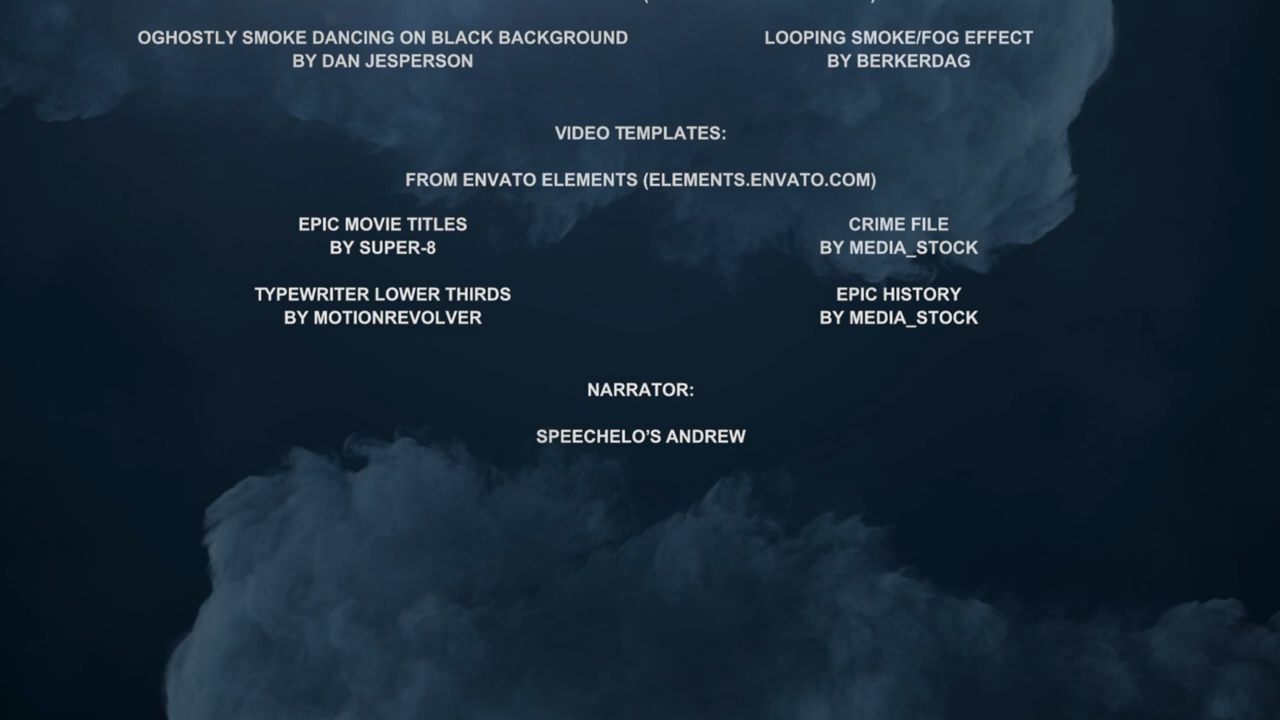 OGHOSTLY SMOKE DANCING ON BLACK BACKGROUND
BY DAN JESPERSON
LOOPING SMOKE/FOG EFFECT
BY BERKERDAG
VIDEO TEMPLATES:
FROM ENVATO ELEMENTS (ELEMENTS.ENVATO.COM)
EPIC MOVIE TITLES
BY SUPER-8
CRIME FILE
BY MEDIA_STOCK
TYPEWRITER LOWER THIRDS
BY MOTIONREVOLVER
EPIC HISTORY
BY MEDIA_STOCK
NARRATOR:
SPEECHELO’S ANDREW